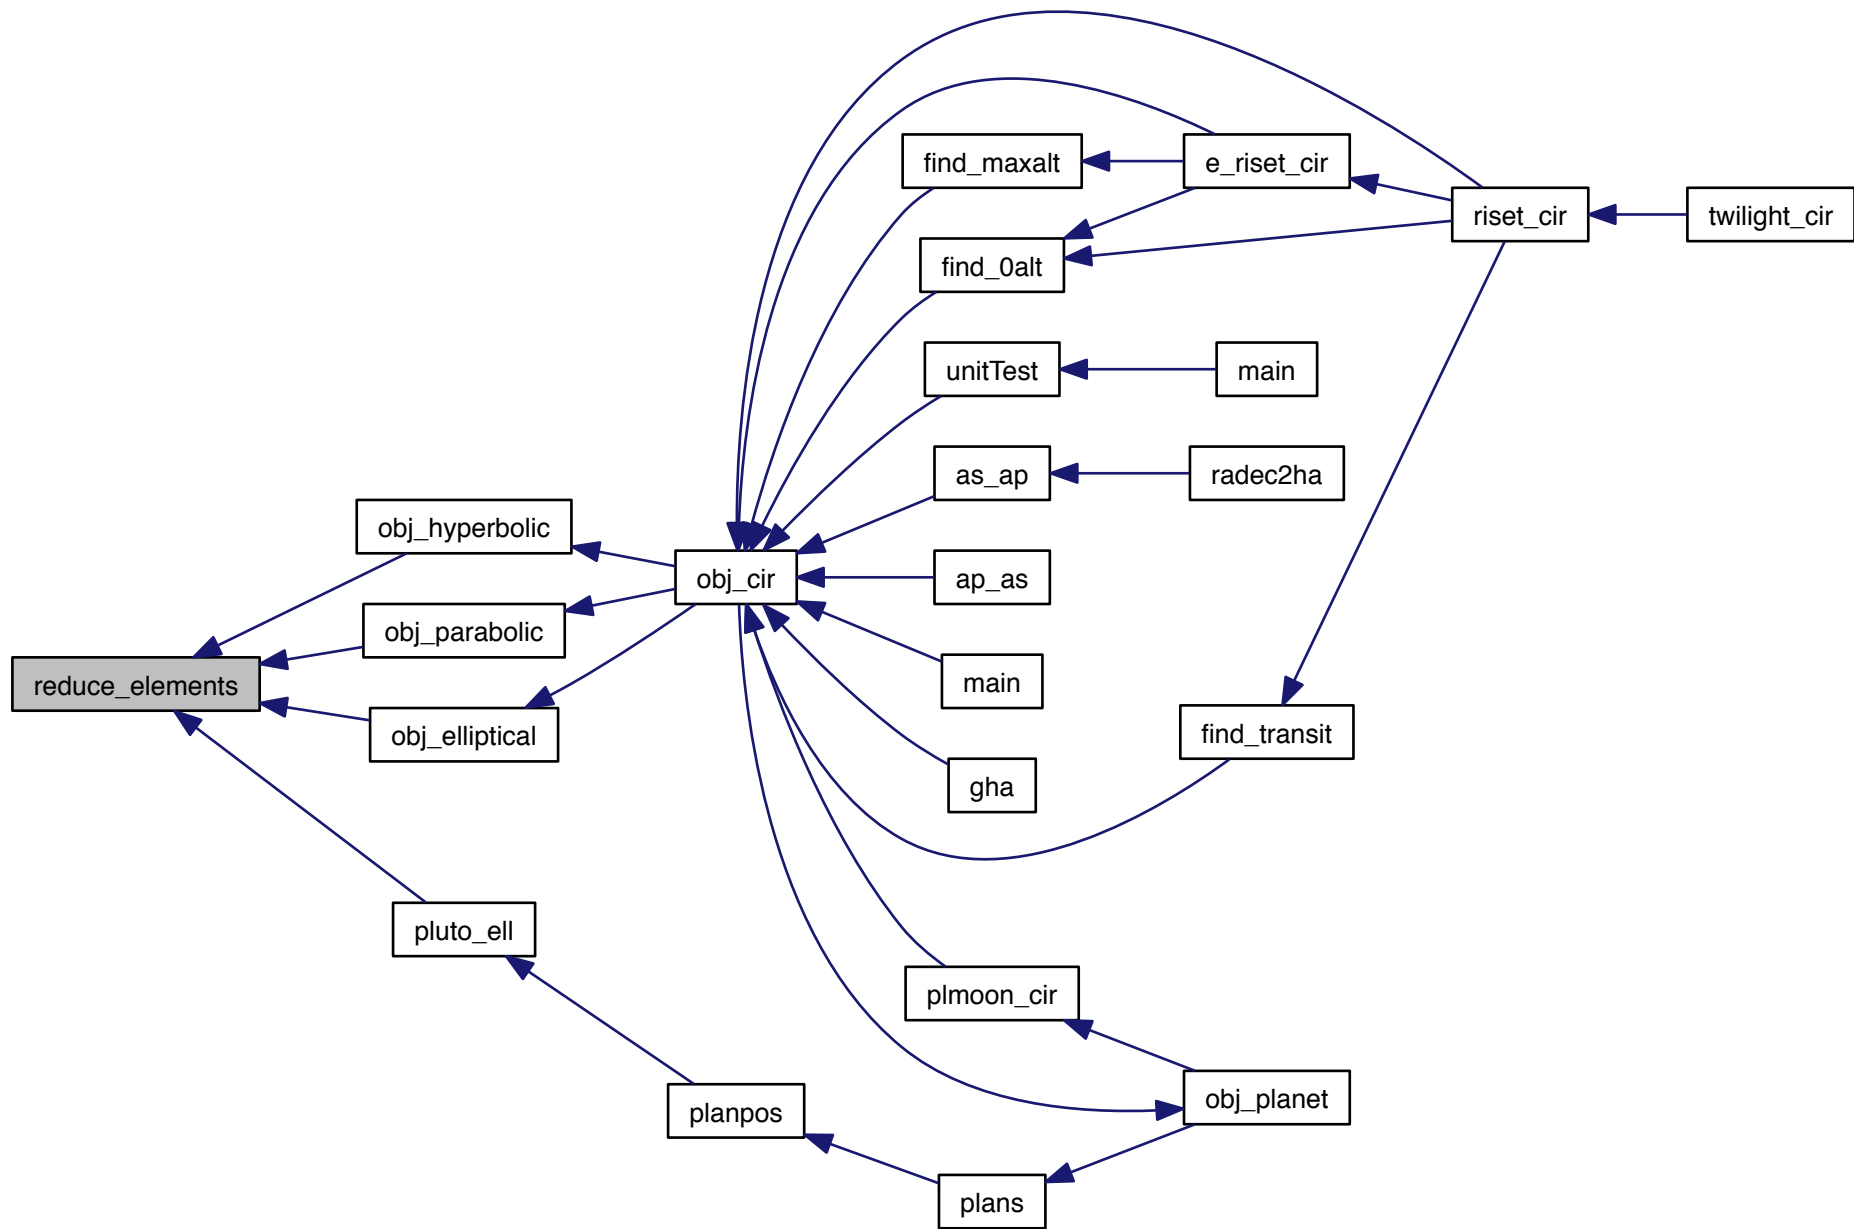 find_maxalt
e_riset_cir
riset_cir
twilight_cir
find_0alt
unitTest
main
as_ap
radec2ha
obj_hyperbolic
obj_cir
ap_as
obj_parabolic
reduce_elements
main
obj_elliptical
find_transit
gha
pluto_ell
plmoon_cir
planpos
obj_planet
plans